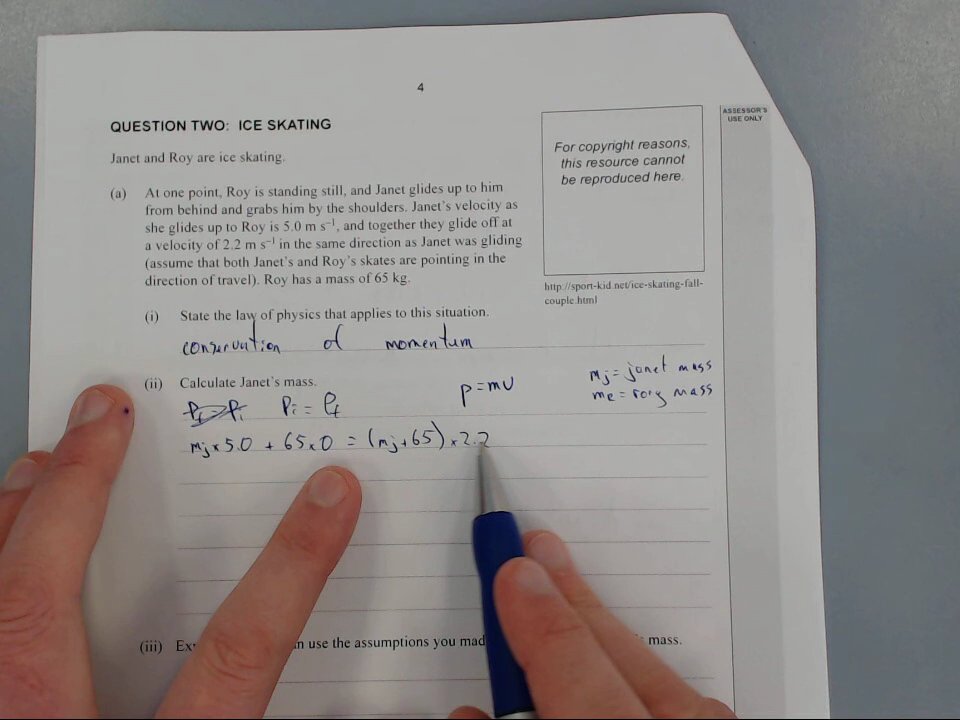 4
ASSESSOR'S
USE ONLY
QUESTION TWO: ICE SKATING
Janet and Roy are ice skating.
For copyright reasons,
this resource cannot
be reproduced here.
(a) At one point, Roy is standing still, and Janet glides up to him
from behind and grabs him by the shoulders. Janet's velocity as
she glides up to Roy is 5.0 m s⁻¹, and together they glide off at
a velocity of 2.2 m s⁻¹ in the same direction as Janet was gliding
(assume that both Janet's and Roy's skates are pointing in the
direction of travel). Roy has a mass of 65 kg.
http://sport-kid.net/ice-skating-fall-
couple.html
(i) State the law of physics that applies to this situation.
conservation of momentum
(ii) Calculate Janet's mass.
p=mv
mj = janet mass
Pi = Pf
mj x 5.0 + 65 x 0 = (mj + 65) x 2.2
(iii) use the assumptions you mad mass.